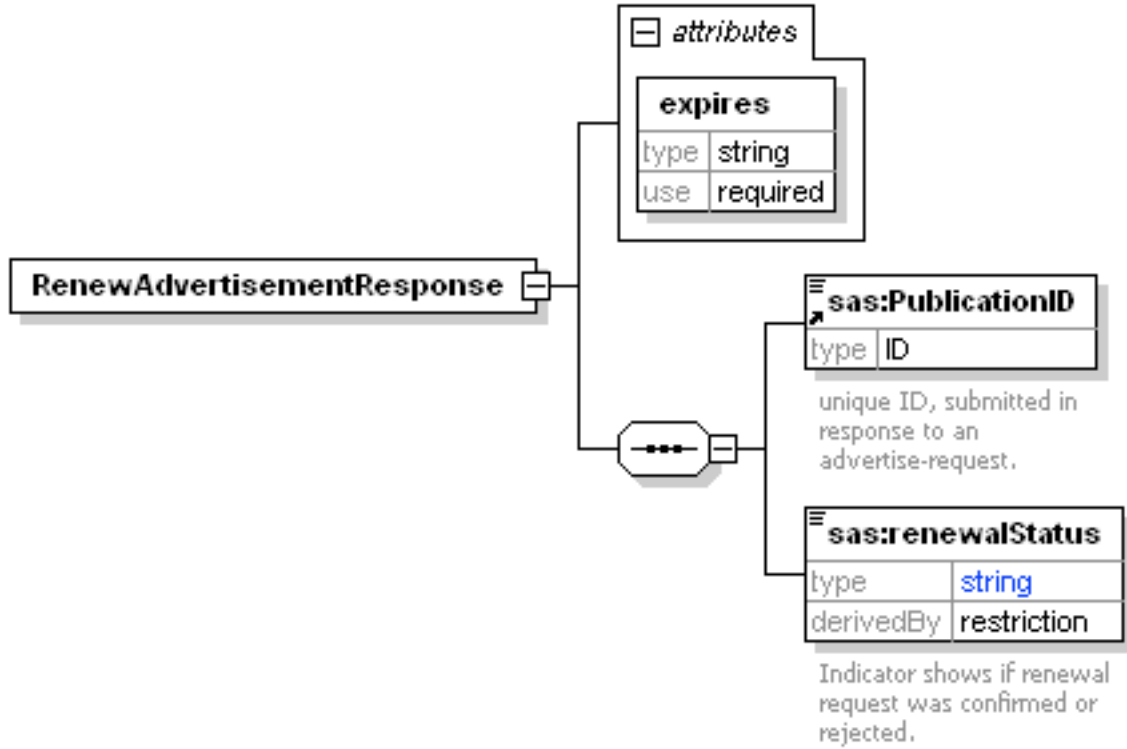 attributes
expires
type string
use required
RenewAdvertisementResponse
sas:PublicationID
type ID
unique ID, submitted in
response to an
advertise-request.
sas:renewalStatus
type string
derivedBy restriction
Indicator shows if renewal
request was confirmed or
rejected.